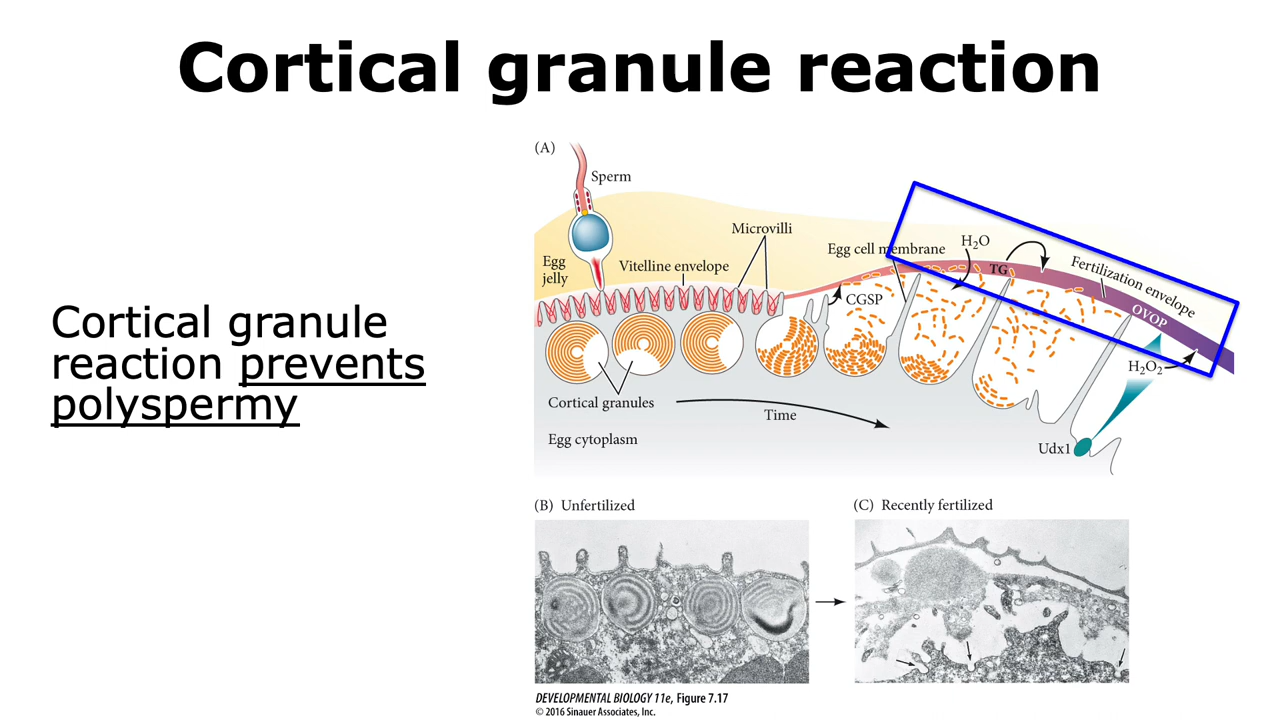 Cortical granule reaction
Cortical granule
reaction prevents
polyspermy
(A)
Sperm
Microvilli
Egg cell membrane
H₂O
Egg
jelly
Vitelline envelope
TG
Fertilization envelope
CGSP
OVOP
H₂O₂
Cortical granules
Time
Egg cytoplasm
Udx1
(B) Unfertilized
(C) Recently fertilized
DEVELOPMENTAL BIOLOGY 11e, Figure 7.17
© 2016 Sinauer Associates, Inc.